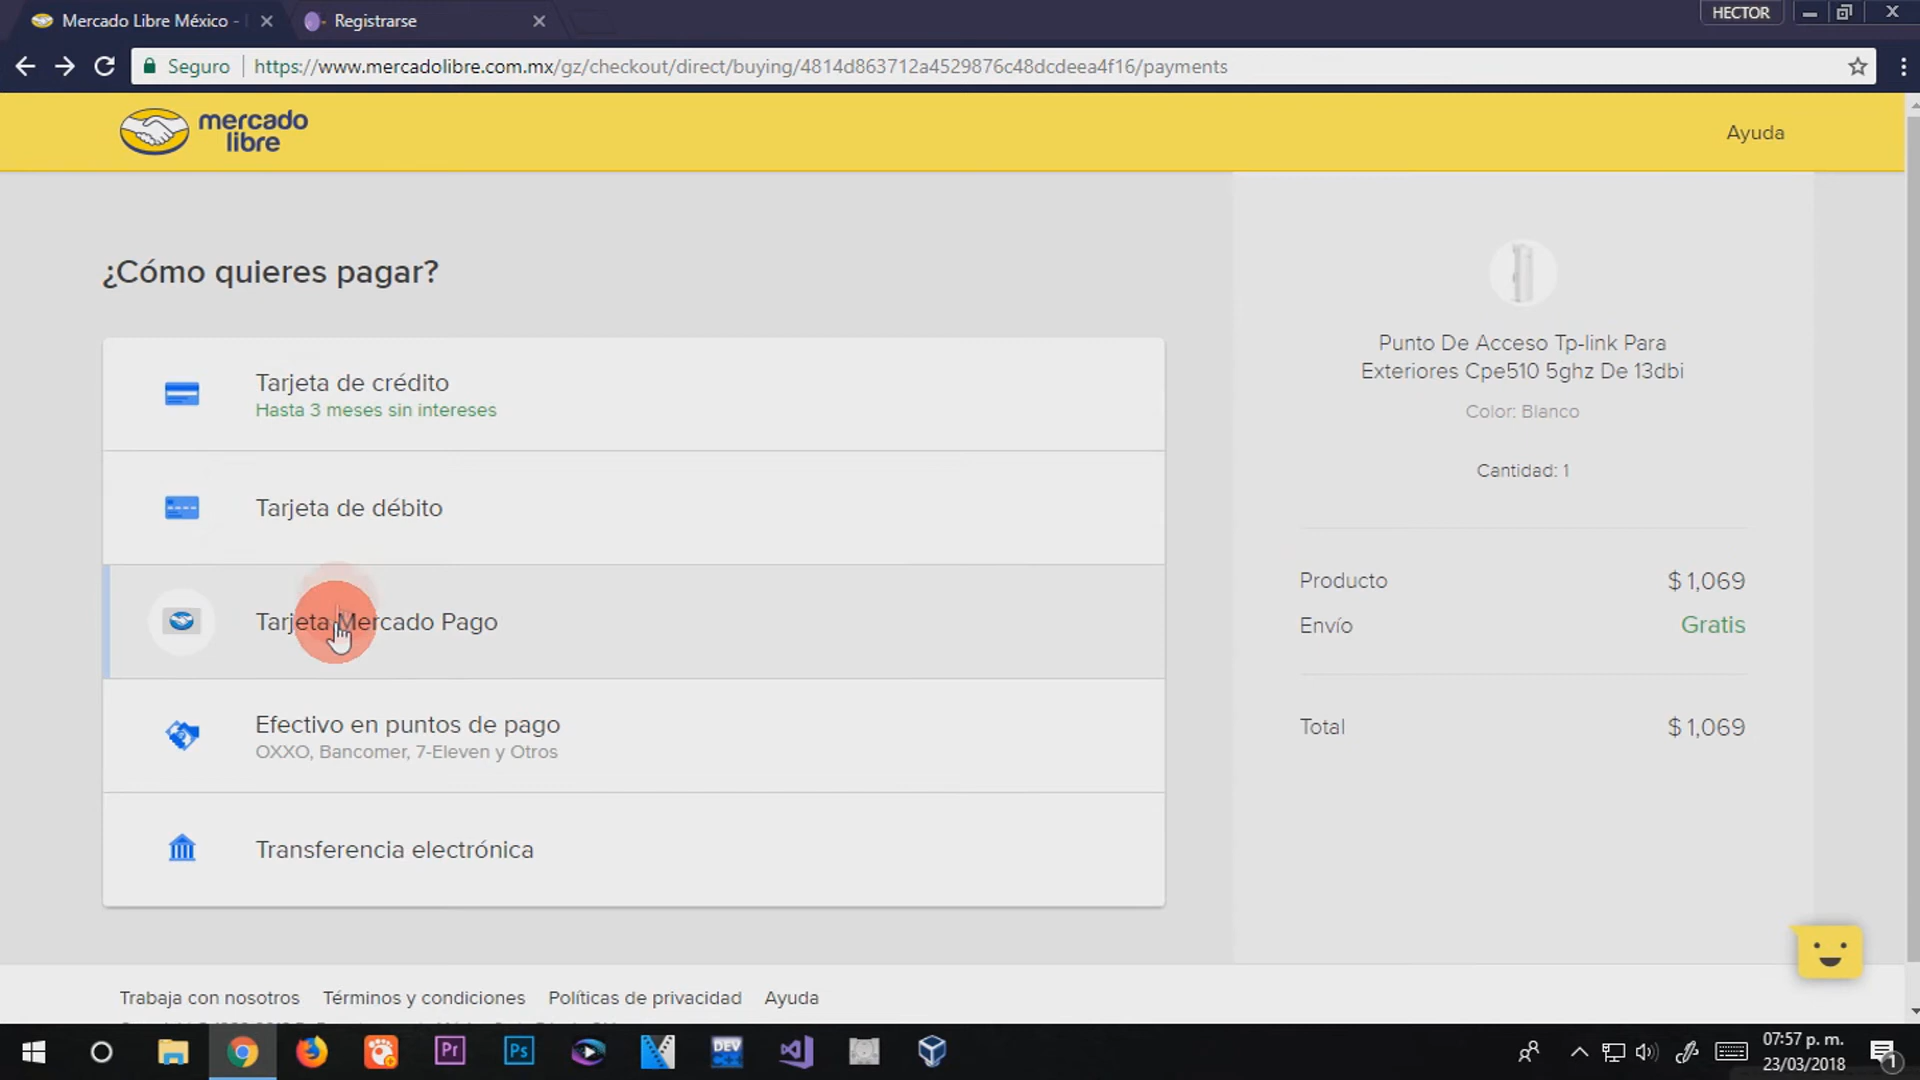 Mercado Libre México -
Registrarse
HECTOR
Seguro
https://www.mercadolibre.com.mx/gz/checkout/direct/buying/4814d863712a4529876c48dcdeea4f16/payments
mercado
libre
Ayuda
¿Cómo quieres pagar?
Tarjeta de crédito
Hasta 3 meses sin intereses
Tarjeta de débito
Tarjeta Mercado Pago
Efectivo en puntos de pago
OXXO, Bancomer, 7-Eleven y Otros
Transferencia electrónica
Punto De Acceso Tp-link Para
Exteriores Cpe510 5ghz De 13dbi
Color: Blanco
Cantidad: 1
Producto $ 1,069
Envío Gratis
Total $ 1,069
Trabaja con nosotros Términos y condiciones Políticas de privacidad Ayuda
Pr
Ps
DEV
07:57 p. m.
23/03/2018
1